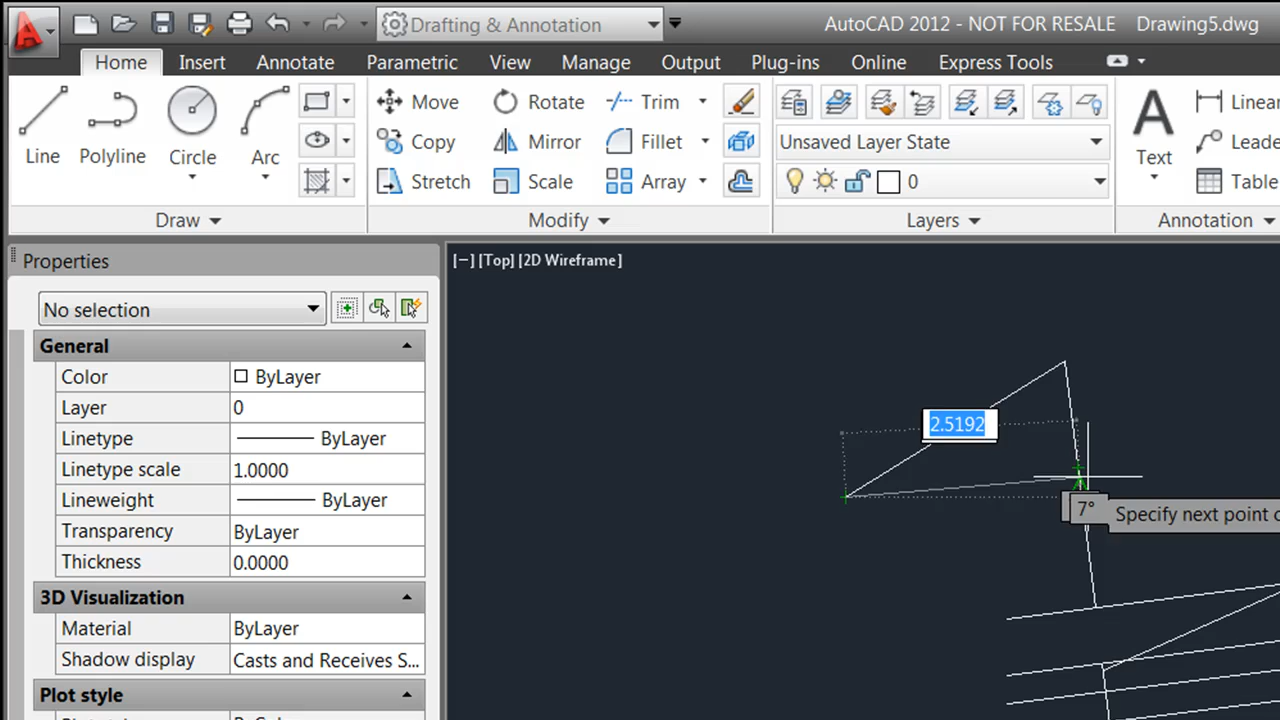 Drafting & Annotation
AutoCAD 2012 - NOT FOR RESALE Drawing5.dwg
Home Insert Annotate Parametric View Manage Output Plug-ins Online Express Tools
Move Rotate Trim Linear
Line Polyline Circle Arc Copy Mirror Fillet Unsaved Layer State Text Leade
Stretch Scale Array 0 Table
Draw Modify Layers Annotation
Properties
[−] [Top] [2D Wireframe]
No selection
General
Color ByLayer
Layer 0
Linetype ByLayer
Linetype scale 1.0000
Lineweight ByLayer
Transparency ByLayer
Thickness 0.0000
3D Visualization
Material ByLayer
Shadow display Casts and Receives S...
Plot style
2.5192
7° Specify next point o